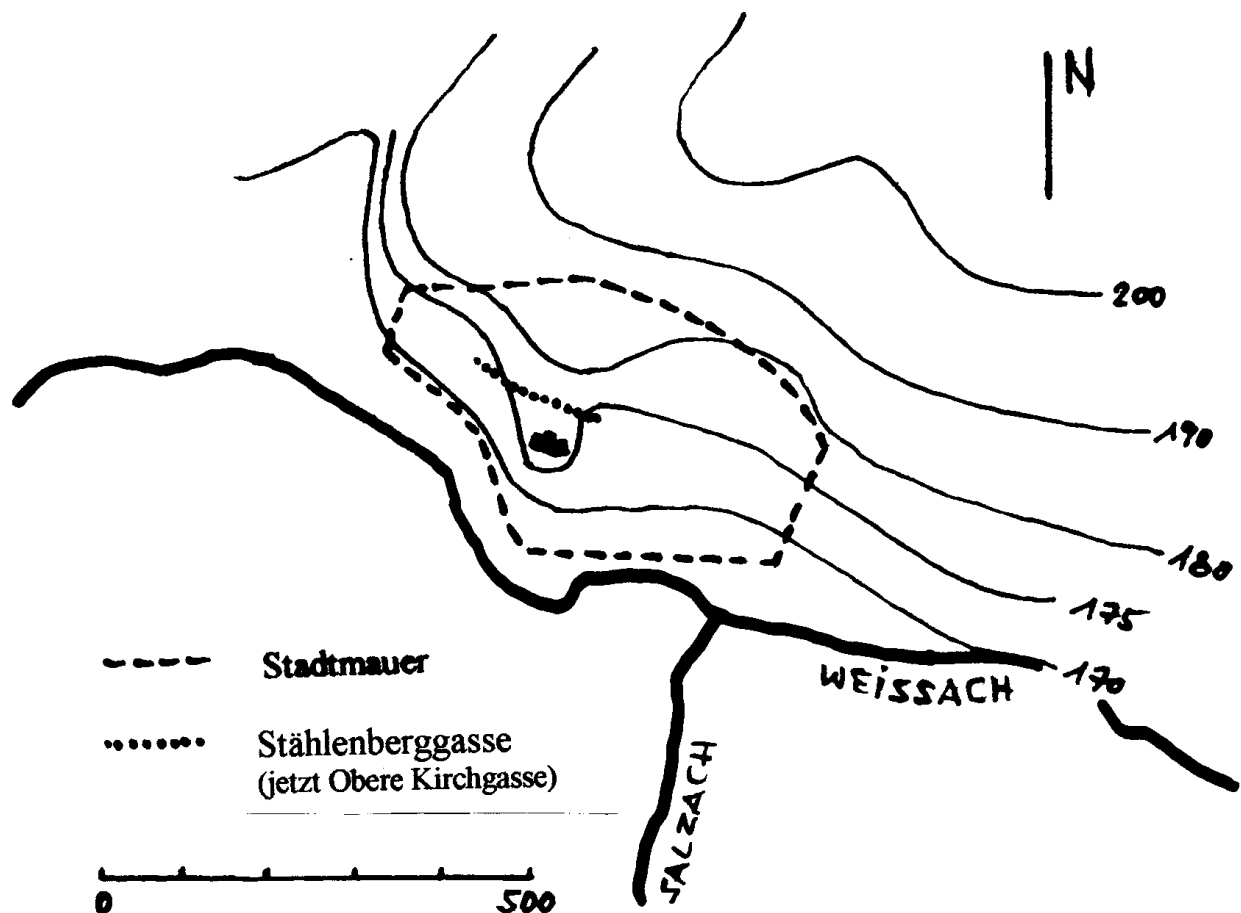 N
200
190
180
175
170
WEISSACH
SALZACH
Stadtmauer
Stählenberggasse
(jetzt Obere Kirchgasse)
0 500